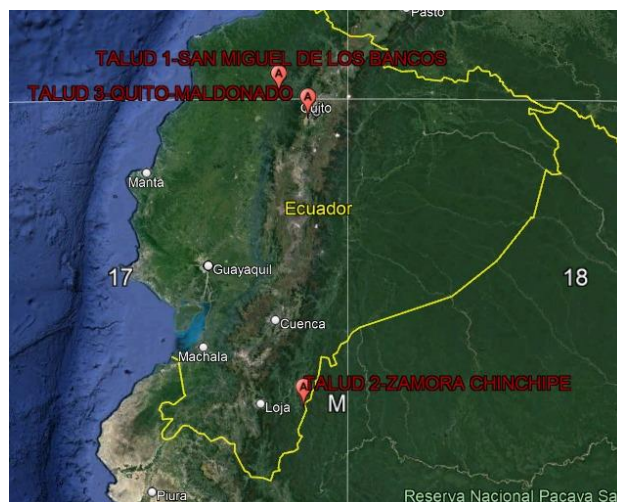 Pasto
TALUD 1-SAN MIGUEL DE LOS BANCOS
A
TALUD 3-QUITO-MALDONADO
A
Quito
Manta
Ecuador
17
Guayaquil
18
Cuenca
Machala
A
TALUD 2-ZAMORA CHINCHIPE
Loja
M
Piura
Reserva Nacional Pacaya Sa